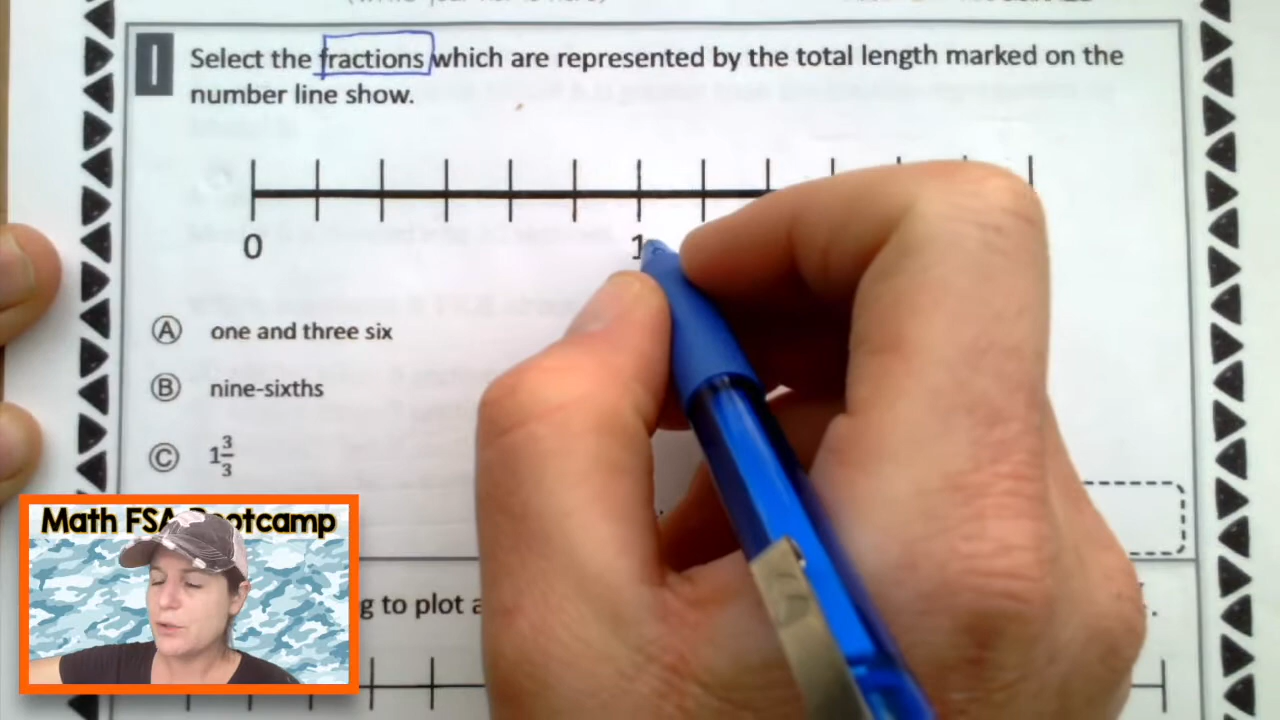 1 Select the fractions which are represented by the total length marked on the
number line show.
0 1
A one and three six
B nine-sixths
C 1 3/3
Math FSA Bootcamp
g to plot a